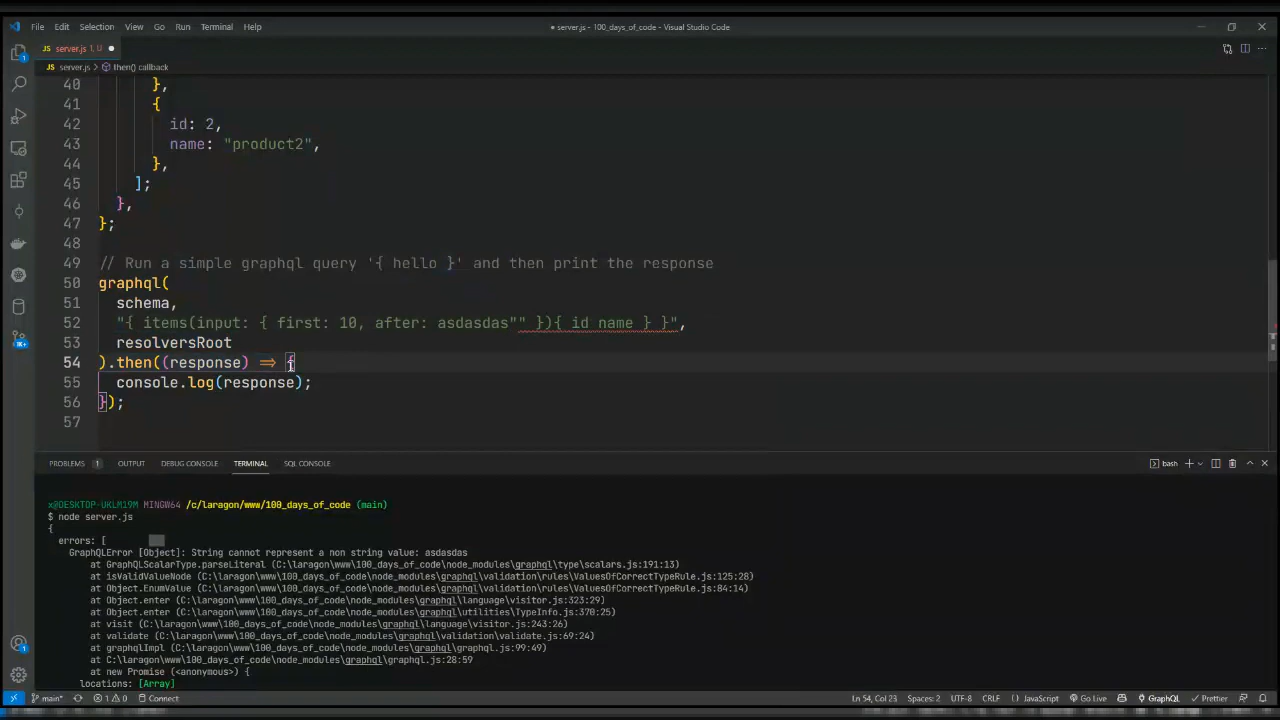 File Edit Selection View Go Run Terminal Help
● server.js - 100_days_of_code - Visual Studio Code
JS server.js 1, U ●
JS server.js > then() callback
40 },
41 {
42 id: 2,
43 name: "product2",
44 },
45 ];
46 },
47 };
48
49 // Run a simple graphql query '{ hello }' and then print the response
50 graphql(
51 schema,
52 "{ items(input: { first: 10, after: asdasdas"" }){ id name } }",
53 resolversRoot
54 ).then((response) => {
55 console.log(response);
56 });
57
PROBLEMS 1 OUTPUT DEBUG CONSOLE TERMINAL SQL CONSOLE
bash
x@DESKTOP-UKLM19M MINGW64 /c/laragon/www/100_days_of_code (main)
$ node server.js
{
errors: [
GraphQLError [Object]: String cannot represent a non string value: asdasdas
at GraphQLScalarType.parseLiteral (C:\laragon\www\100_days_of_code\node_modules\graphql\type\scalars.js:191:13)
at isValidValueNode (C:\laragon\www\100_days_of_code\node_modules\graphql\validation\rules\ValuesOfCorrectTypeRule.js:125:28)
at Object.EnumValue (C:\laragon\www\100_days_of_code\node_modules\graphql\validation\rules\ValuesOfCorrectTypeRule.js:84:14)
at Object.enter (C:\laragon\www\100_days_of_code\node_modules\graphql\language\visitor.js:323:29)
at Object.enter (C:\laragon\www\100_days_of_code\node_modules\graphql\utilities\TypeInfo.js:370:25)
at visit (C:\laragon\www\100_days_of_code\node_modules\graphql\language\visitor.js:243:26)
at validate (C:\laragon\www\100_days_of_code\node_modules\graphql\validation\validate.js:69:24)
at graphqlImpl (C:\laragon\www\100_days_of_code\node_modules\graphql\graphql.js:99:49)
at C:\laragon\www\100_days_of_code\node_modules\graphql\graphql.js:28:59
at new Promise (<anonymous>) {
locations: [Array]
main* 1 0 Connect Ln 54, Col 23 Spaces: 2 UTF-8 CRLF { } JavaScript Go Live GraphQL Prettier